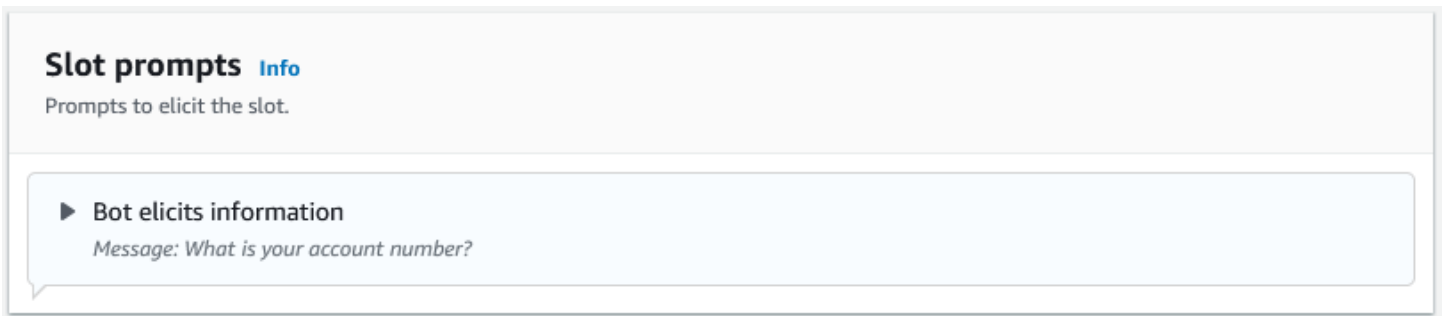 Slot prompts Info
Prompts to elicit the slot.
Bot elicits information
Message: What is your account number?